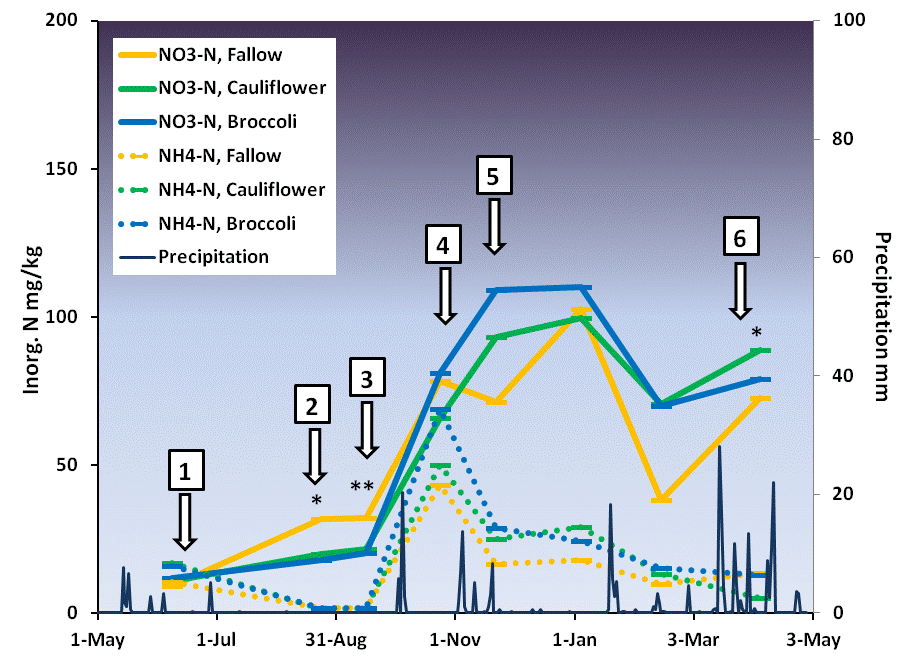 200
150
100
50
0
Inorg. N mg/kg
NO3-N, Fallow
NO3-N, Cauliflower
NO3-N, Broccoli
NH4-N, Fallow
NH4-N, Cauliflower
NH4-N, Broccoli
Precipitation
1
2
*
3
**
4
5
6
*
100
80
60
40
20
0
Precipitation mm
1-May
1-Jul
31-Aug
1-Nov
1-Jan
3-Mar
3-May